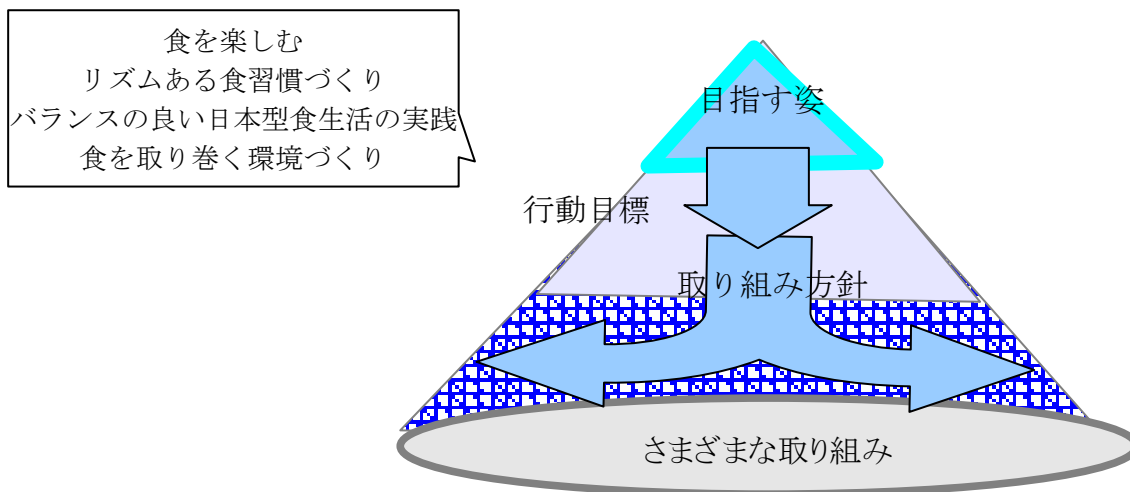 食を楽しむ
リズムある食習慣づくり
バランスの良い日本型食生活の実践
食を取り巻く環境づくり
目指す姿
行動目標
取り組み方針
さまざまな取り組み